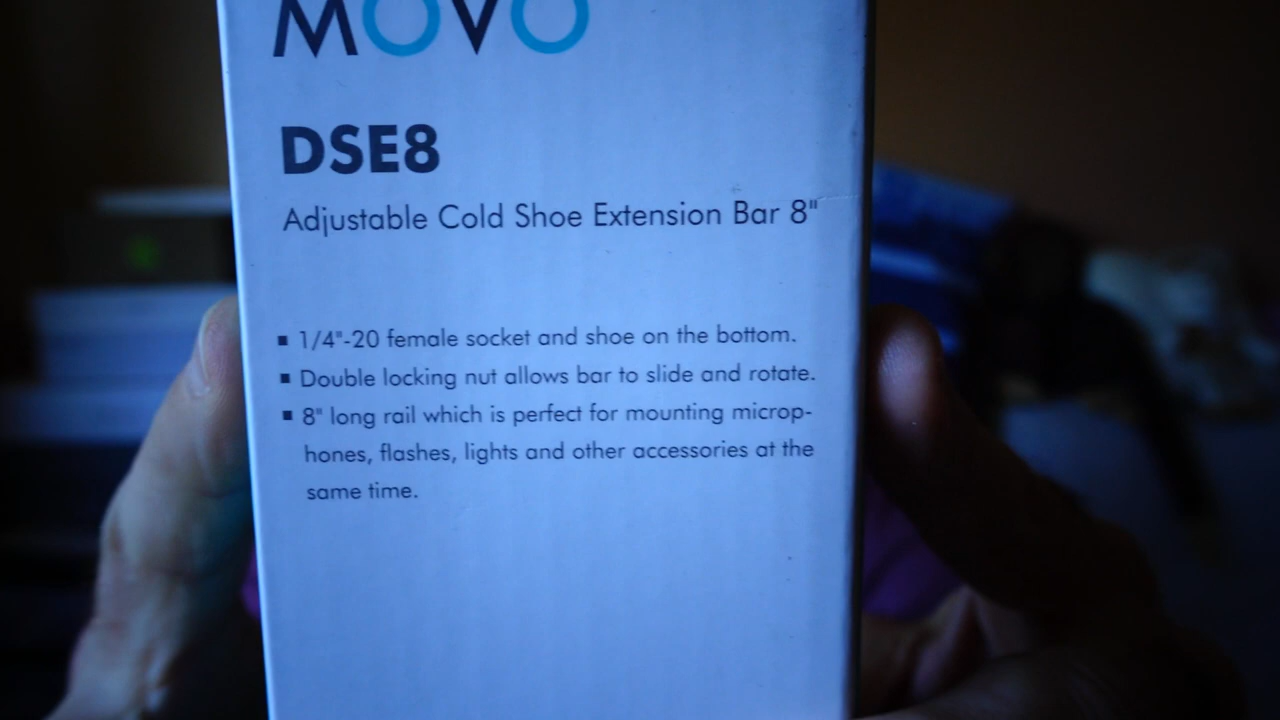 MOVO
DSE8
Adjustable Cold Shoe Extension Bar 8"
▪ 1/4"-20 female socket and shoe on the bottom.
▪ Double locking nut allows bar to slide and rotate.
▪ 8" long rail which is perfect for mounting microp-
hones, flashes, lights and other accessories at the
same time.